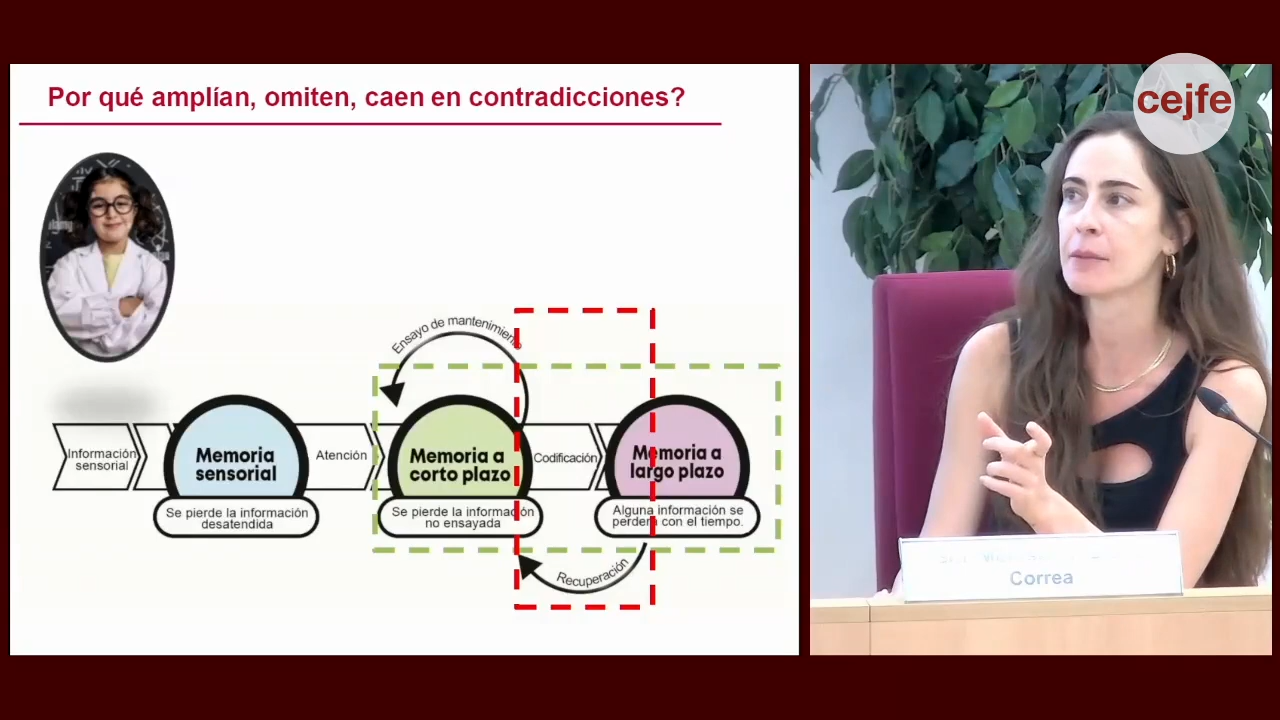 Por qué amplían, omiten, caen en contradicciones?
cejfe
Ensayo de mantenimiento
Información
sensorial
Memoria
sensorial
Atención
Memoria a
corto plazo
Codificación
Memoria a
largo plazo
Se pierde la información
desatendida
Se pierde la información
no ensayada
Alguna información se
perderá con el tiempo.
Recuperación
Correa